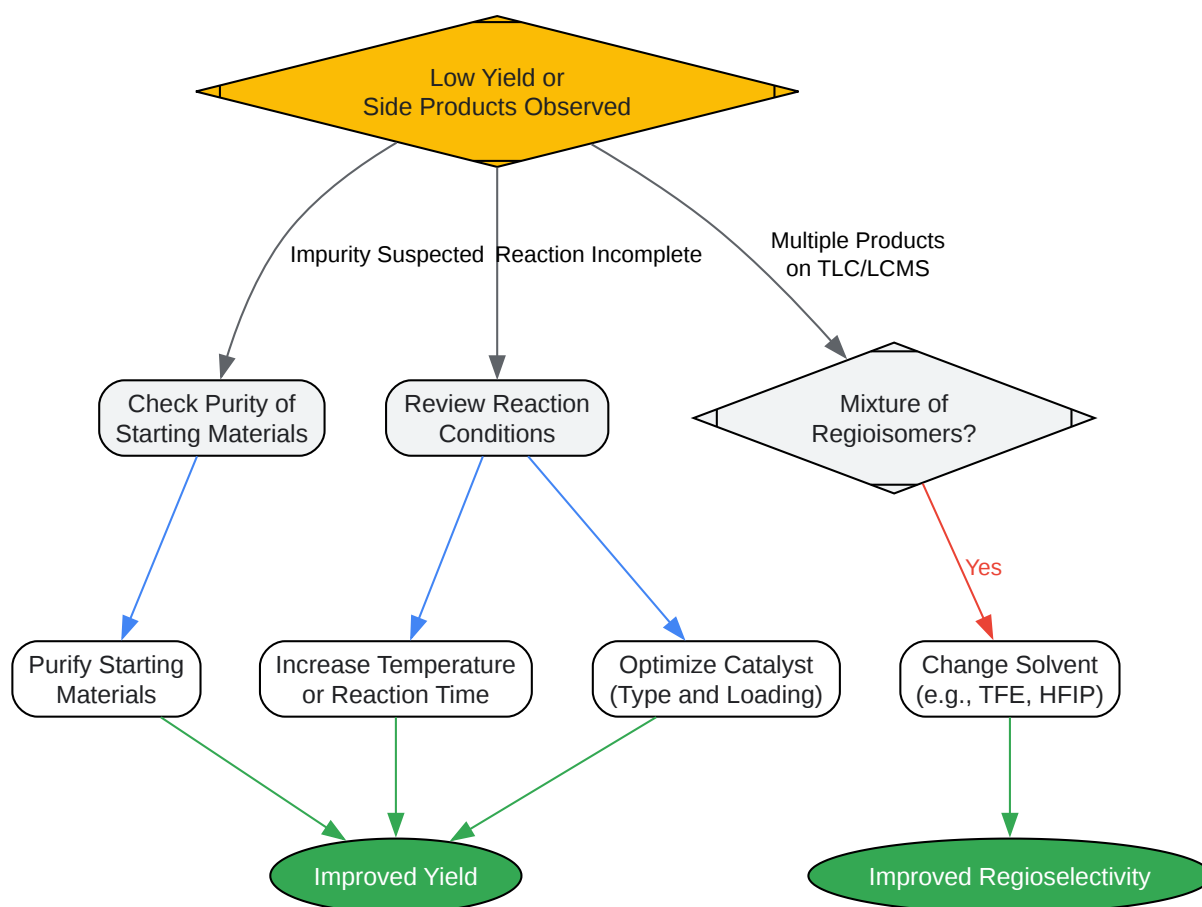 Low Yield or
Side Products Observed
Impurity Suspected
Reaction Incomplete
Multiple Products
on TLC/LCMS
Check Purity of
Starting Materials
Review Reaction
Conditions
Mixture of
Regioisomers?
Yes
Purify Starting
Materials
Increase Temperature
or Reaction Time
Optimize Catalyst
(Type and Loading)
Change Solvent
(e.g., TFE, HFIP)
Improved Yield
Improved Regioselectivity